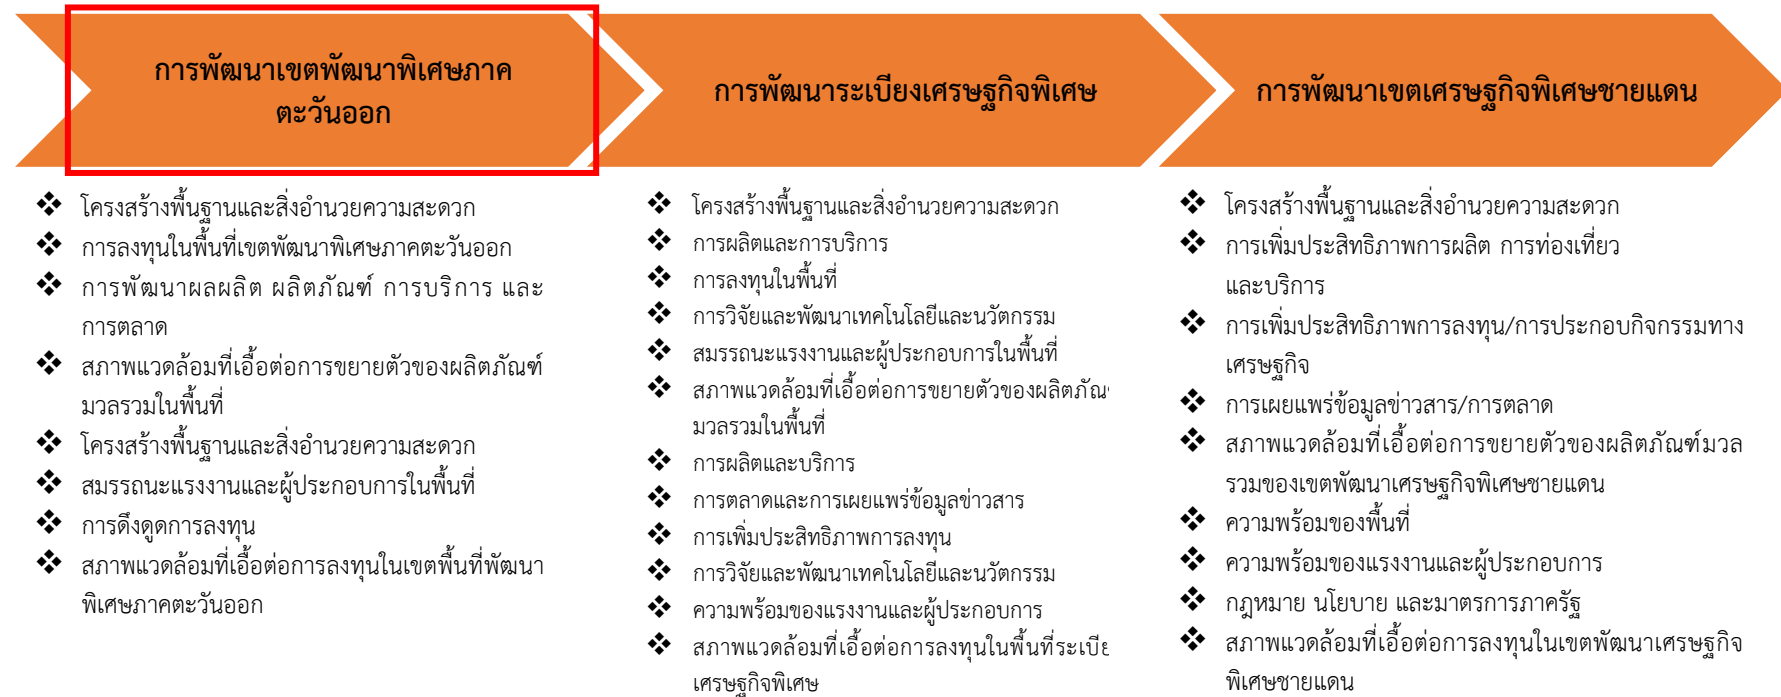 การพัฒนาเขตพัฒนาพิเศษภาค
ตะวันออก
❖ โครงสร้างพื้นฐานและสิ่งอำนวยความสะดวก
❖ การลงทุนในพื้นที่เขตพัฒนาพิเศษภาคตะวันออก
❖ การพัฒนาผลผลิต ผลิตภัณฑ์ การบริการ และ
การตลาด
❖ สภาพแวดล้อมที่เอื้อต่อการขยายตัวของผลิตภัณฑ์
มวลรวมในพื้นที่
❖ โครงสร้างพื้นฐานและสิ่งอำนวยความสะดวก
❖ สมรรถนะแรงงานและผู้ประกอบการในพื้นที่
❖ การดึงดูดการลงทุน
❖ สภาพแวดล้อมที่เอื้อต่อการลงทุนในเขตพื้นที่พัฒนา
พิเศษภาคตะวันออก
การพัฒนาระเบียงเศรษฐกิจพิเศษ
❖ โครงสร้างพื้นฐานและสิ่งอำนวยความสะดวก
❖ การผลิตและการบริการ
❖ การลงทุนในพื้นที่
❖ การวิจัยและพัฒนาเทคโนโลยีและนวัตกรรม
❖ สมรรถนะแรงงานและผู้ประกอบการในพื้นที่
❖ สภาพแวดล้อมที่เอื้อต่อการขยายตัวของผลิตภัณ
มวลรวมในพื้นที่
❖ การผลิตและบริการ
❖ การตลาดและการเผยแพร่ข้อมูลข่าวสาร
❖ การเพิ่มประสิทธิภาพการลงทุน
❖ การวิจัยและพัฒนาเทคโนโลยีและนวัตกรรม
❖ ความพร้อมของแรงงานและผู้ประกอบการ
❖ สภาพแวดล้อมที่เอื้อต่อการลงทุนในพื้นที่ระเบีย
เศรษฐกิจพิเศษ
การพัฒนาเขตเศรษฐกิจพิเศษชายแดน
❖ โครงสร้างพื้นฐานและสิ่งอำนวยความสะดวก
❖ การเพิ่มประสิทธิภาพการผลิต การท่องเที่ยว
และบริการ
❖ การเพิ่มประสิทธิภาพการลงทุน/การประกอบกิจกรรมทาง
เศรษฐกิจ
❖ การเผยแพร่ข้อมูลข่าวสาร/การตลาด
❖ สภาพแวดล้อมที่เอื้อต่อการขยายตัวของผลิตภัณฑ์มวล
รวมของเขตพัฒนาเศรษฐกิจพิเศษชายแดน
❖ ความพร้อมของพื้นที่
❖ ความพร้อมของแรงงานและผู้ประกอบการ
❖ กฎหมาย นโยบาย และมาตรการภาครัฐ
❖ สภาพแวดล้อมที่เอื้อต่อการลงทุนในเขตพัฒนาเศรษฐกิจ
พิเศษชายแดน